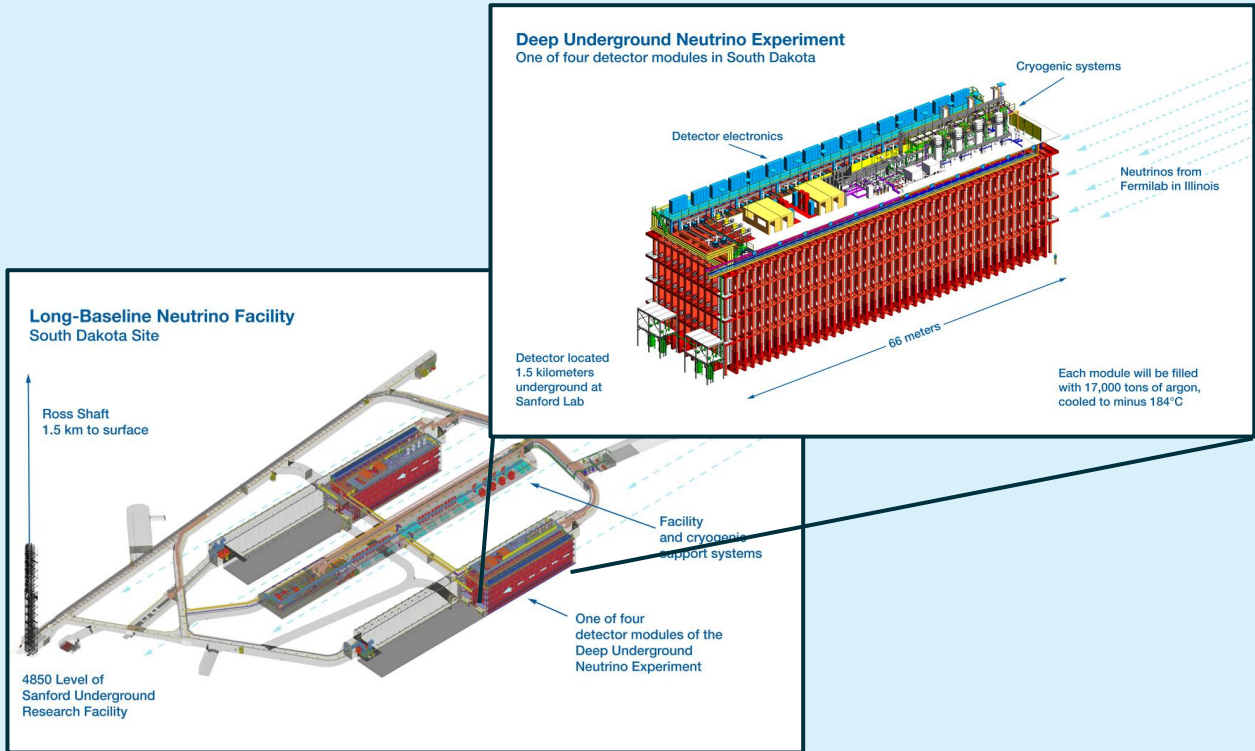 Deep Underground Neutrino Experiment
One of four detector modules in South Dakota
Cryogenic systems
Detector electronics
Neutrinos from
Fermilab in Illinois
66 meters
Detector located
1.5 kilometers
underground at
Sanford Lab
Each module will be filled
with 17,000 tons of argon,
cooled to minus 184°C
Long-Baseline Neutrino Facility
South Dakota Site
Ross Shaft
1.5 km to surface
Facility
and cryogenic
support systems
One of four
detector modules of the
Deep Underground
Neutrino Experiment
4850 Level of
Sanford Underground
Research Facility